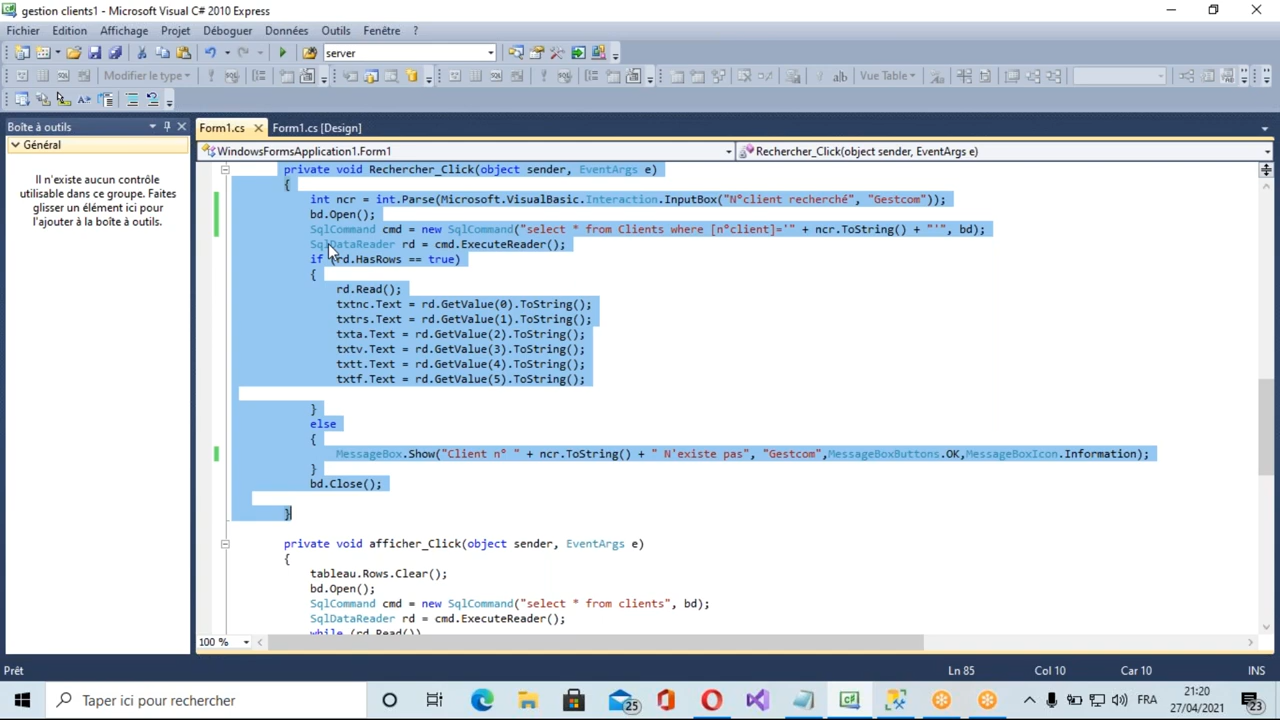 gestion clients1 - Microsoft Visual C# 2010 Express
Fichier Edition Affichage Projet Déboguer Outils Données Fenêtre ?
server
Modifier le type
Vue Table
Boîte à outils
Form1.cs Form1.cs [Design]
Général
WindowsFormsApplication1.Form1 Rechercher_Click(object sender, EventArgs e)
Il n'existe aucun contrôle
utilisable dans ce groupe. Faites
glisser un élément ici pour
l'ajouter à la boîte à outils.
private void Rechercher_Click(object sender, EventArgs e)
{
int ncr = int.Parse(Microsoft.VisualBasic.Interaction.InputBox("N°client recherché", "Gestcom"));
bd.Open();
SqlCommand cmd = new SqlCommand("select * from Clients where [n°client]='" + ncr.ToString() + "'", bd);
SqlDataReader rd = cmd.ExecuteReader();
if (rd.HasRows == true)
{
rd.Read();
txtnc.Text = rd.GetValue(0).ToString();
txtrs.Text = rd.GetValue(1).ToString();
txta.Text = rd.GetValue(2).ToString();
txtv.Text = rd.GetValue(3).ToString();
txtt.Text = rd.GetValue(4).ToString();
txtf.Text = rd.GetValue(5).ToString();
}
else
{
MessageBox.Show("Client n° " + ncr.ToString() + " N'existe pas", "Gestcom",MessageBoxButtons.OK,MessageBoxIcon.Information);
}
bd.Close();
}
private void afficher_Click(object sender, EventArgs e)
{
tableau.Rows.Clear();
bd.Open();
SqlCommand cmd = new SqlCommand("select * from clients", bd);
SqlDataReader rd = cmd.ExecuteReader();
while (rd.Read())
100 %
Prêt Ln 85 Col 10 Car 10 INS
Taper ici pour rechercher
25
FRA
21:20
27/04/2021
23